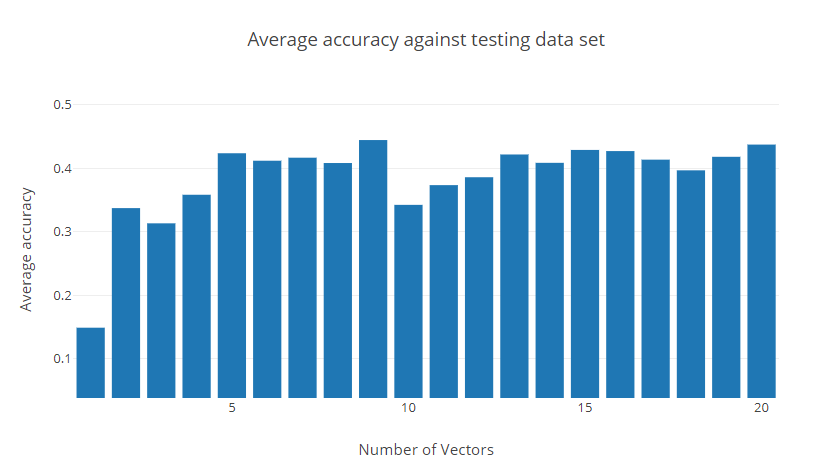 Average accuracy against testing data set
0.5
0.4
0.3
0.2
0.1
Average accuracy
5 10 15 20
Number of Vectors